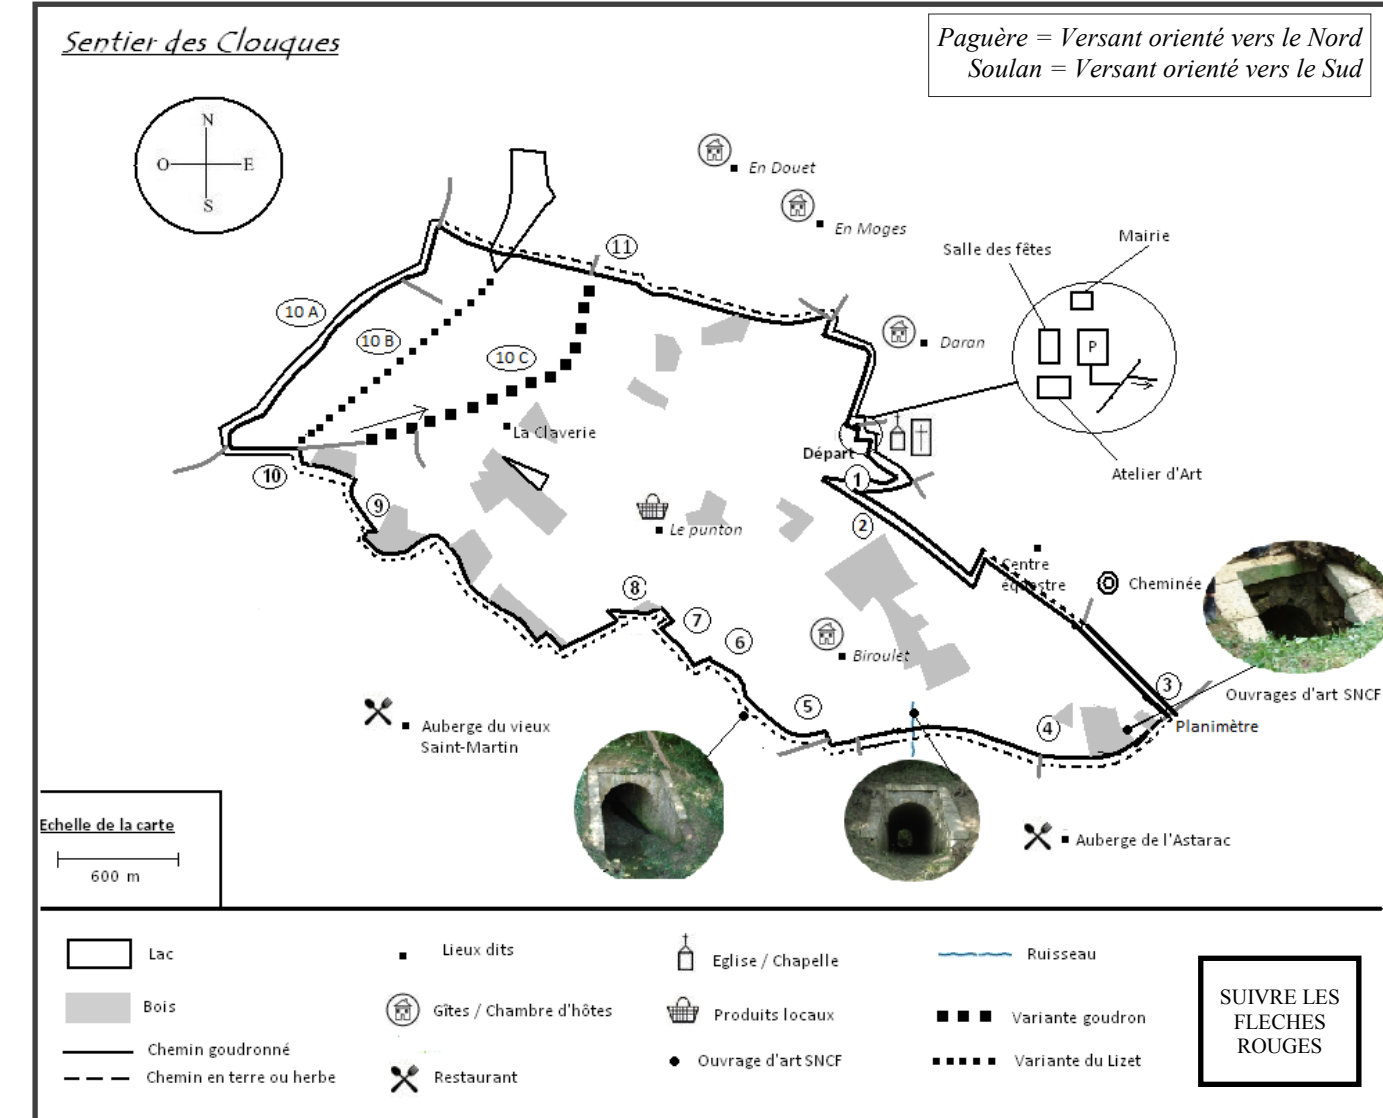 Sentier des Clouques
Paguère = Versant orienté vers le Nord
Soulan = Versant orienté vers le Sud
N
O
E
S
En Douet
En Moges
Salle des fêtes
Mairie
P
Atelier d'Art
11
10 A
10 B
10 C
Daran
La Claverie
Départ
1
2
10
9
Le punton
Centre
équestre
Cheminée
8
7
6
Biroulet
5
4
3
Ouvrages d'art SNCF
Planimètre
Auberge du vieux
Saint-Martin
Auberge de l'Astarac
Echelle de la carte
600 m
Lac
Bois
Chemin goudronné
Chemin en terre ou herbe
Lieux dits
Gîtes / Chambre d'hôtes
Restaurant
Eglise / Chapelle
Produits locaux
Ouvrage d'art SNCF
Ruisseau
Variante goudron
Variante du Lizet
SUIVRE LES
FLECHES
ROUGES